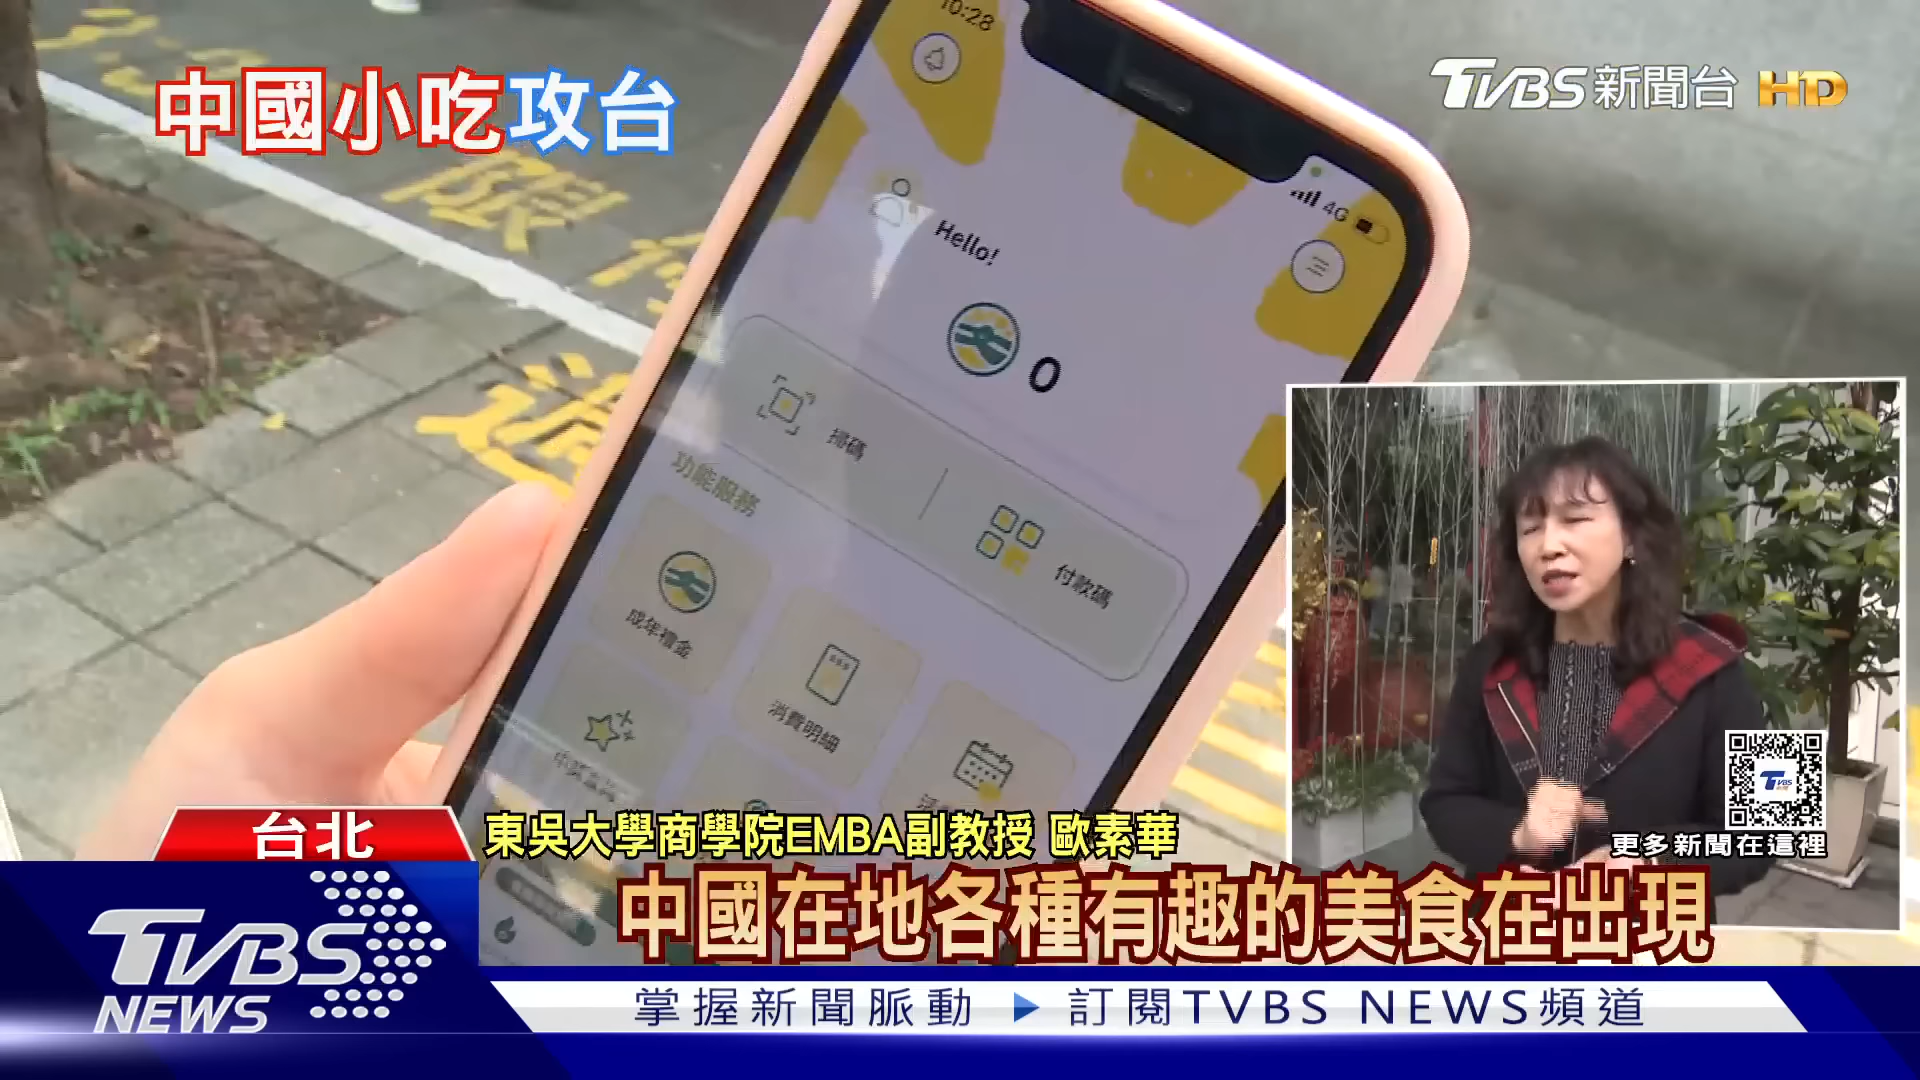 10:28
中國小吃攻台
TVBS新聞台 HD
4G
Hello!
0
掃碼
付款碼
功能服務
成年禮金
消費明細
限
台北
東吳大學商學院EMBA副教授 歐素華
更多新聞在這裡
中國在地各種有趣的美食在出現
TVBS NEWS
掌握新聞脈動 ▶ 訂閱TVBS NEWS頻道